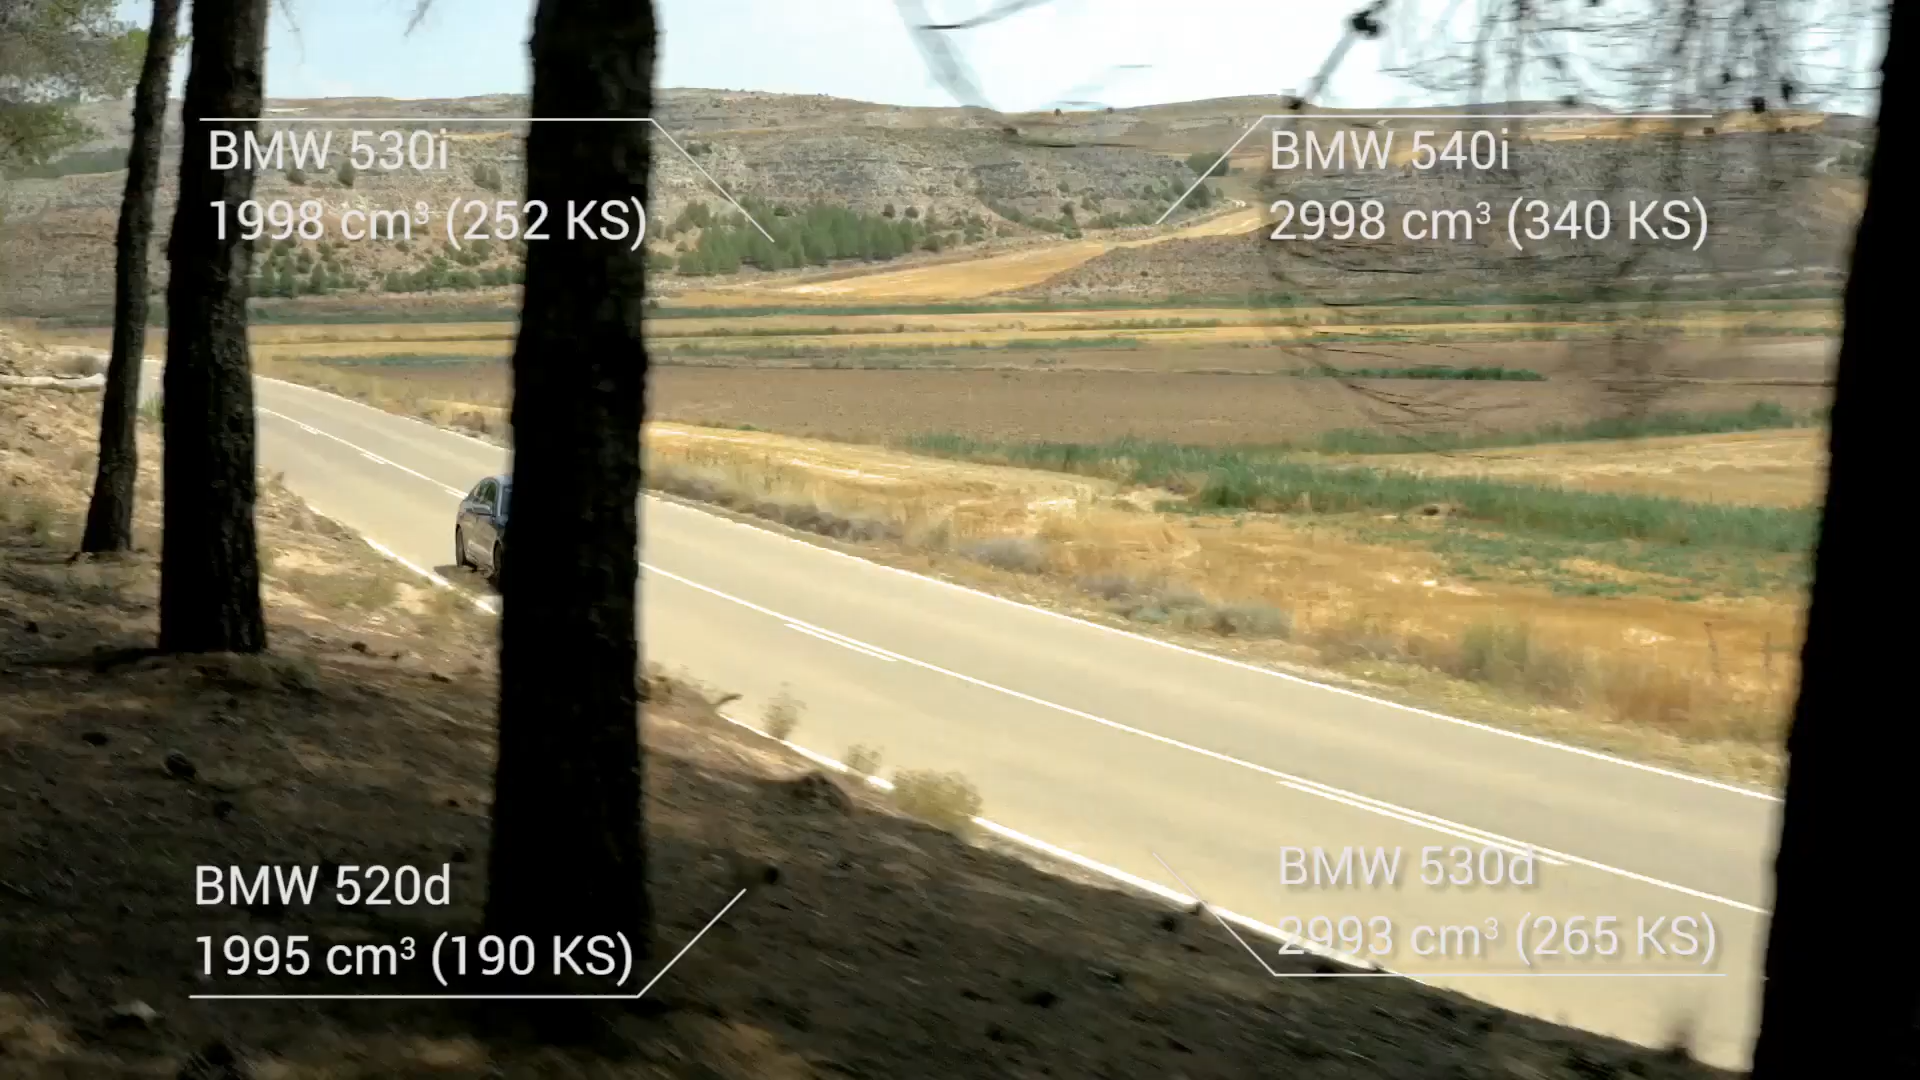 BMW 530i
1998 cm³ (252 KS)
BMW 540i
2998 cm³ (340 KS)
BMW 520d
1995 cm³ (190 KS)
BMW 530d
2993 cm³ (265 KS)